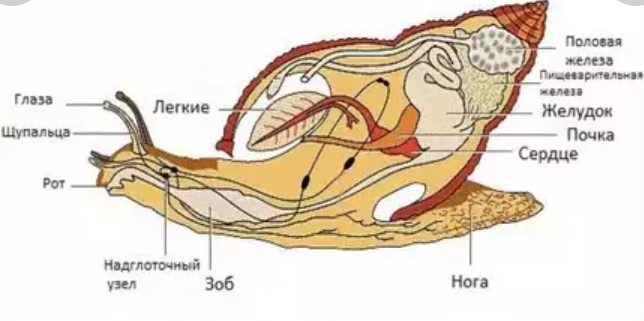 Половая
железа
Пищеварительная
железа
Глаза
Легкие
Желудок
Щупальца
Почка
Сердце
Рот
Надглоточный
узел
Зоб
Нога